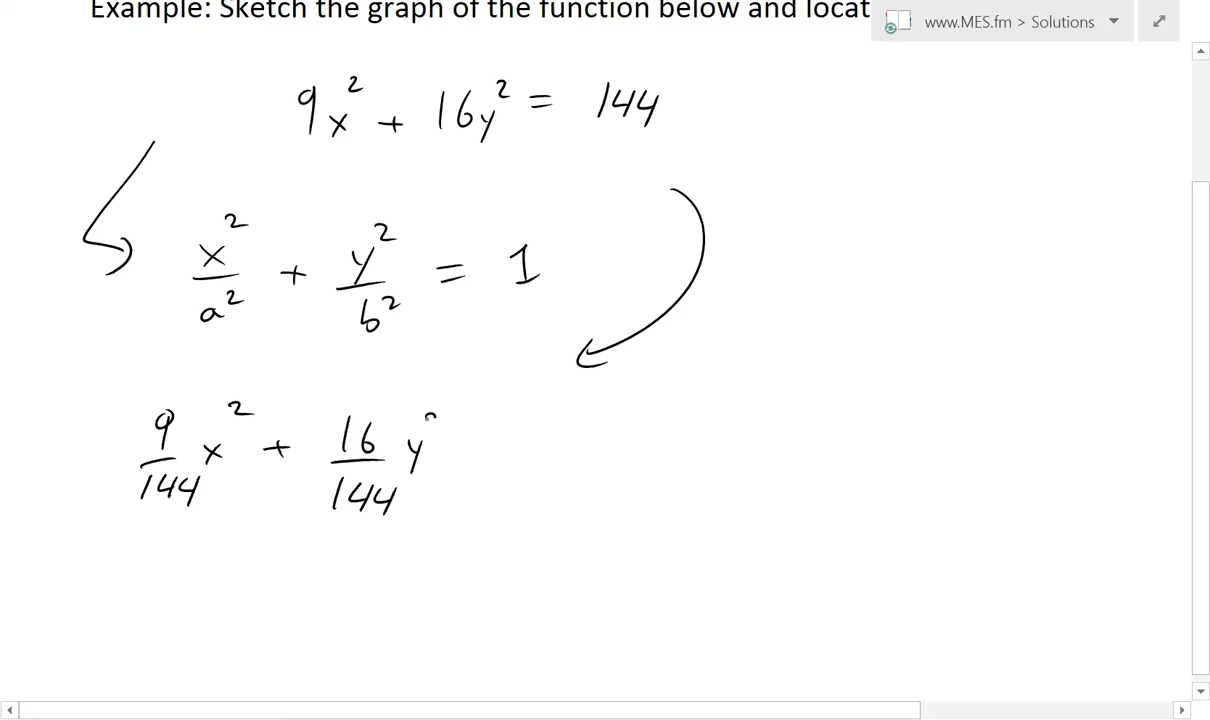 Example: Sketch the graph of the function below and locat
www.MES.fm > Solutions
9x² + 16y² = 144
x²/a² + y²/b² = 1
9/144 x² + 16/144 y